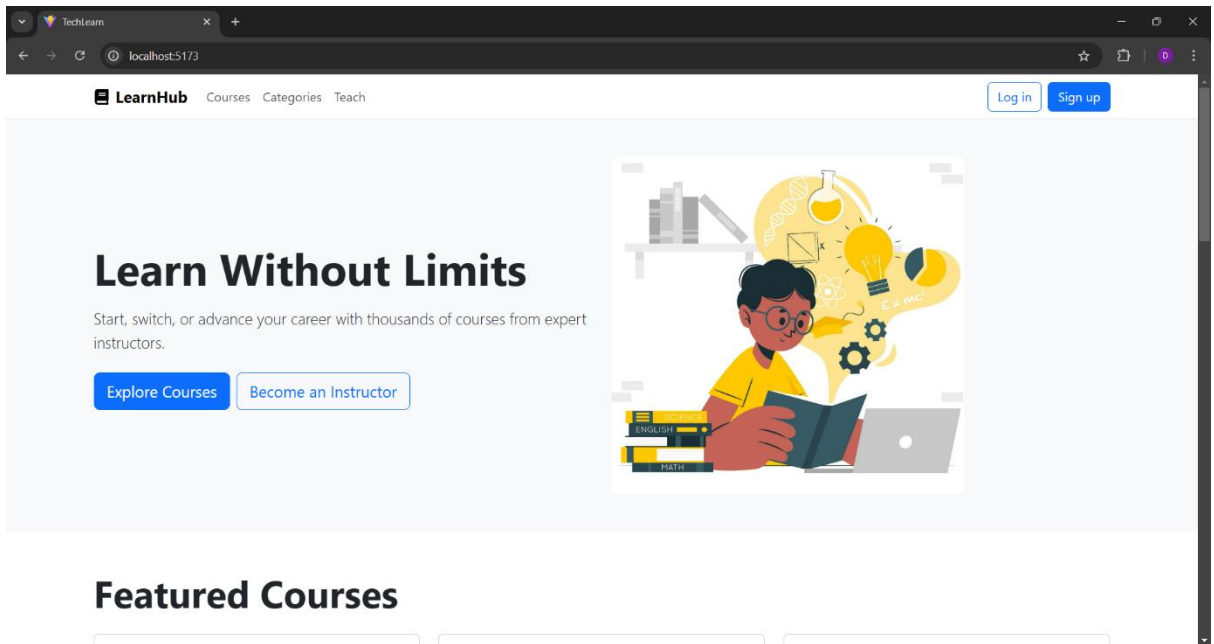 TechLearn
localhost:5173
D
LearnHub Courses Categories Teach Log in Sign up
Learn Without Limits
Start, switch, or advance your career with thousands of courses from expert
instructors.
Explore Courses Become an Instructor
E = mc²
SCIENCE
ENGLISH
MATH
Featured Courses